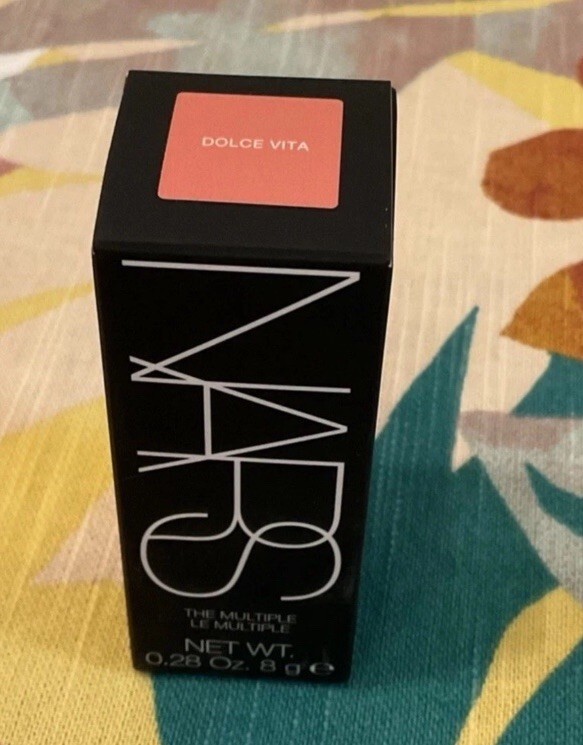 DOLCE VITA
NARS
THE MULTIPLE
LE MULTIPLE
NET WT.
0.28 Oz. 8 g ℮